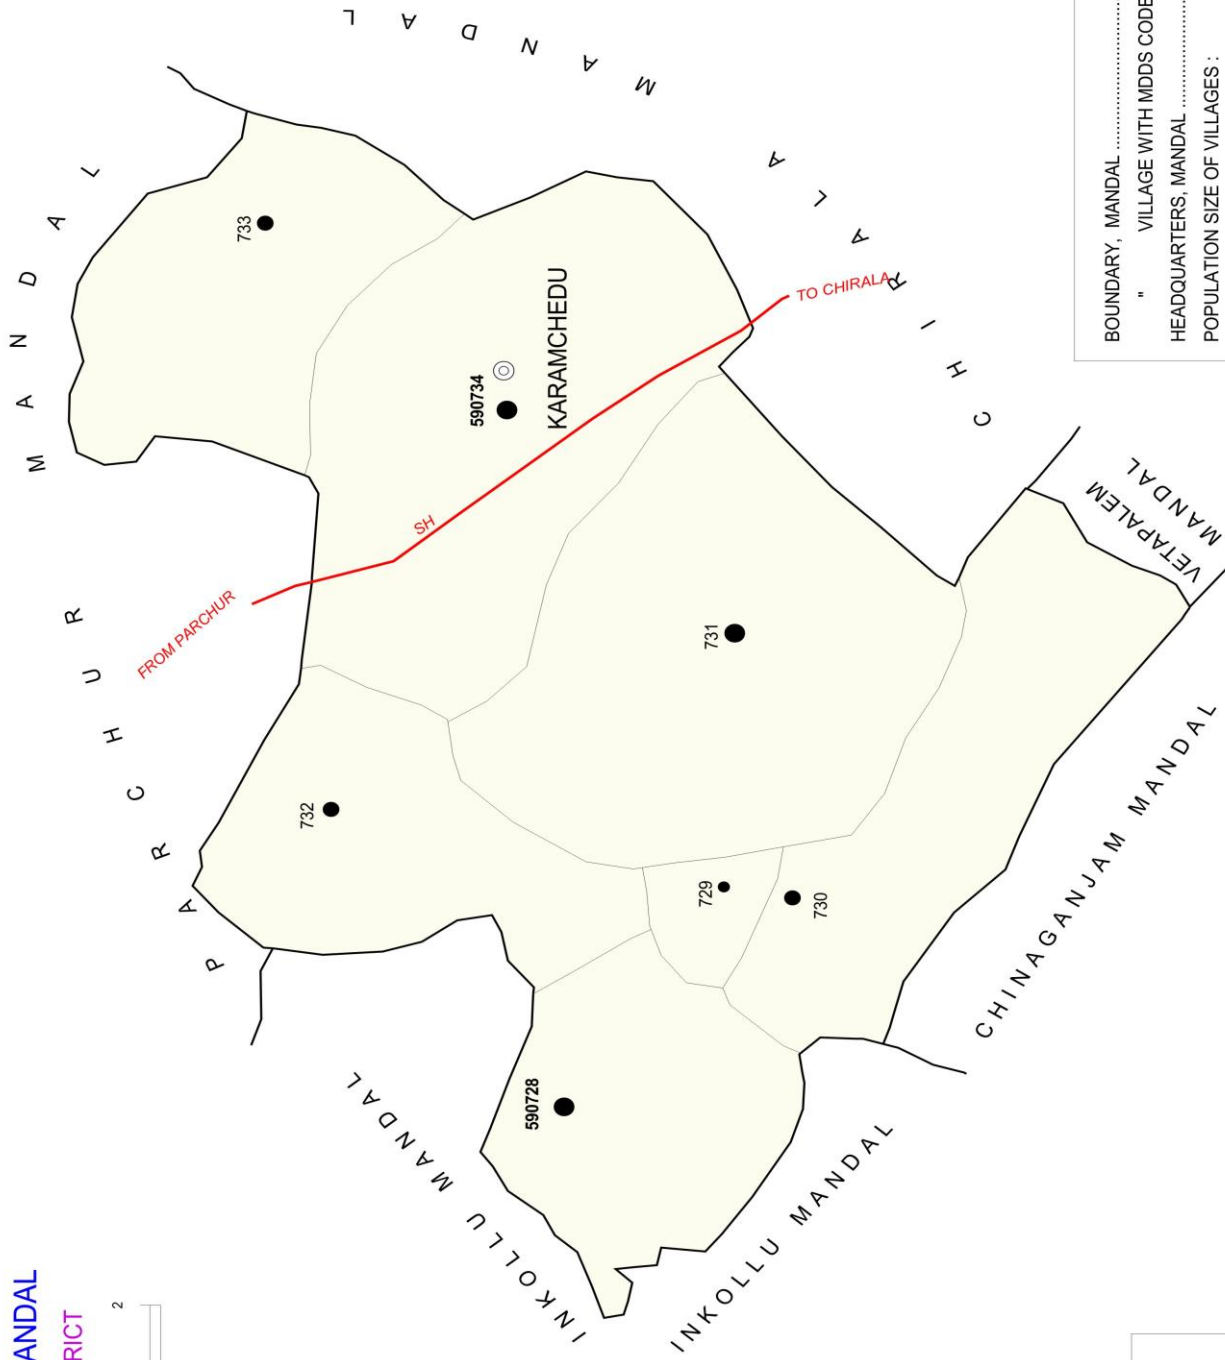 ANDAL
RICT
2
PARCHUR MANDAL
CHIRALA MANDAL
VETAPALEM
MANDAL
CHINAGANJAM MANDAL
INKOLLU MANDAL
INKOLLU MANDAL
FROM PARCHUR
SH
TO CHIRALA
733
590734
KARAMCHEDU
732
731
729
730
590728
BOUNDARY, MANDAL ........................
" VILLAGE WITH MDDS CODE
HEADQUARTERS, MANDAL ........................
POPULATION SIZE OF VILLAGES :